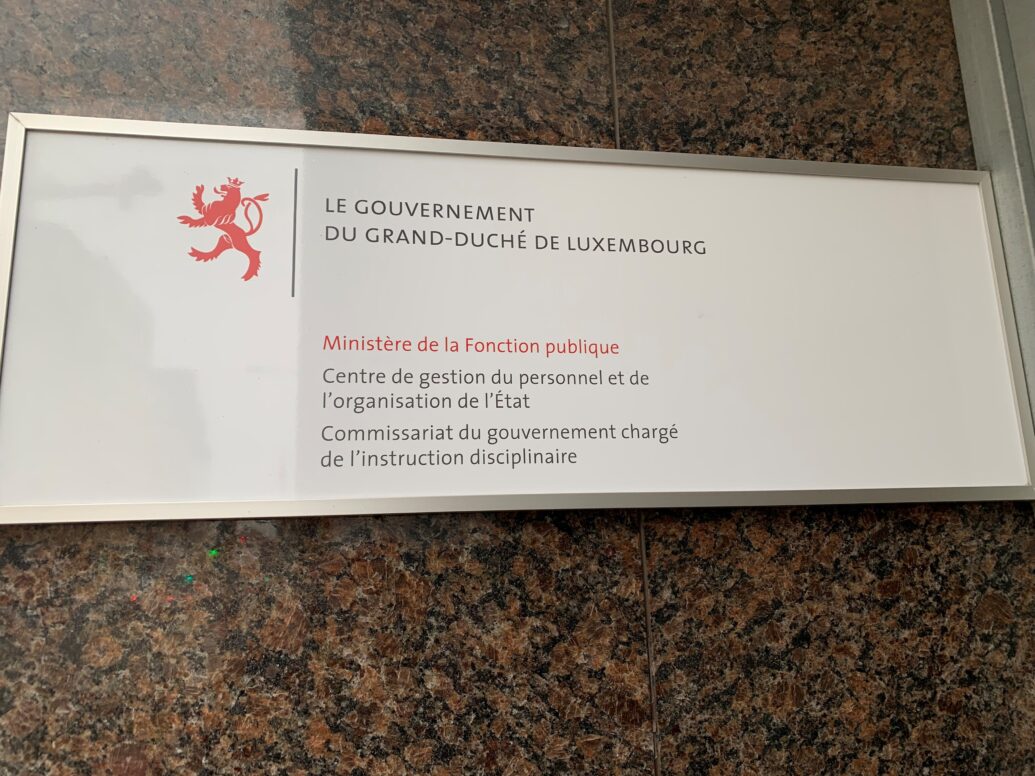 LE GOUVERNEMENT
DU GRAND-DUCHÉ DE LUXEMBOURG
Ministère de la Fonction publique
Centre de gestion du personnel et de
l'organisation de l'État
Commissariat du gouvernement chargé
de l'instruction disciplinaire